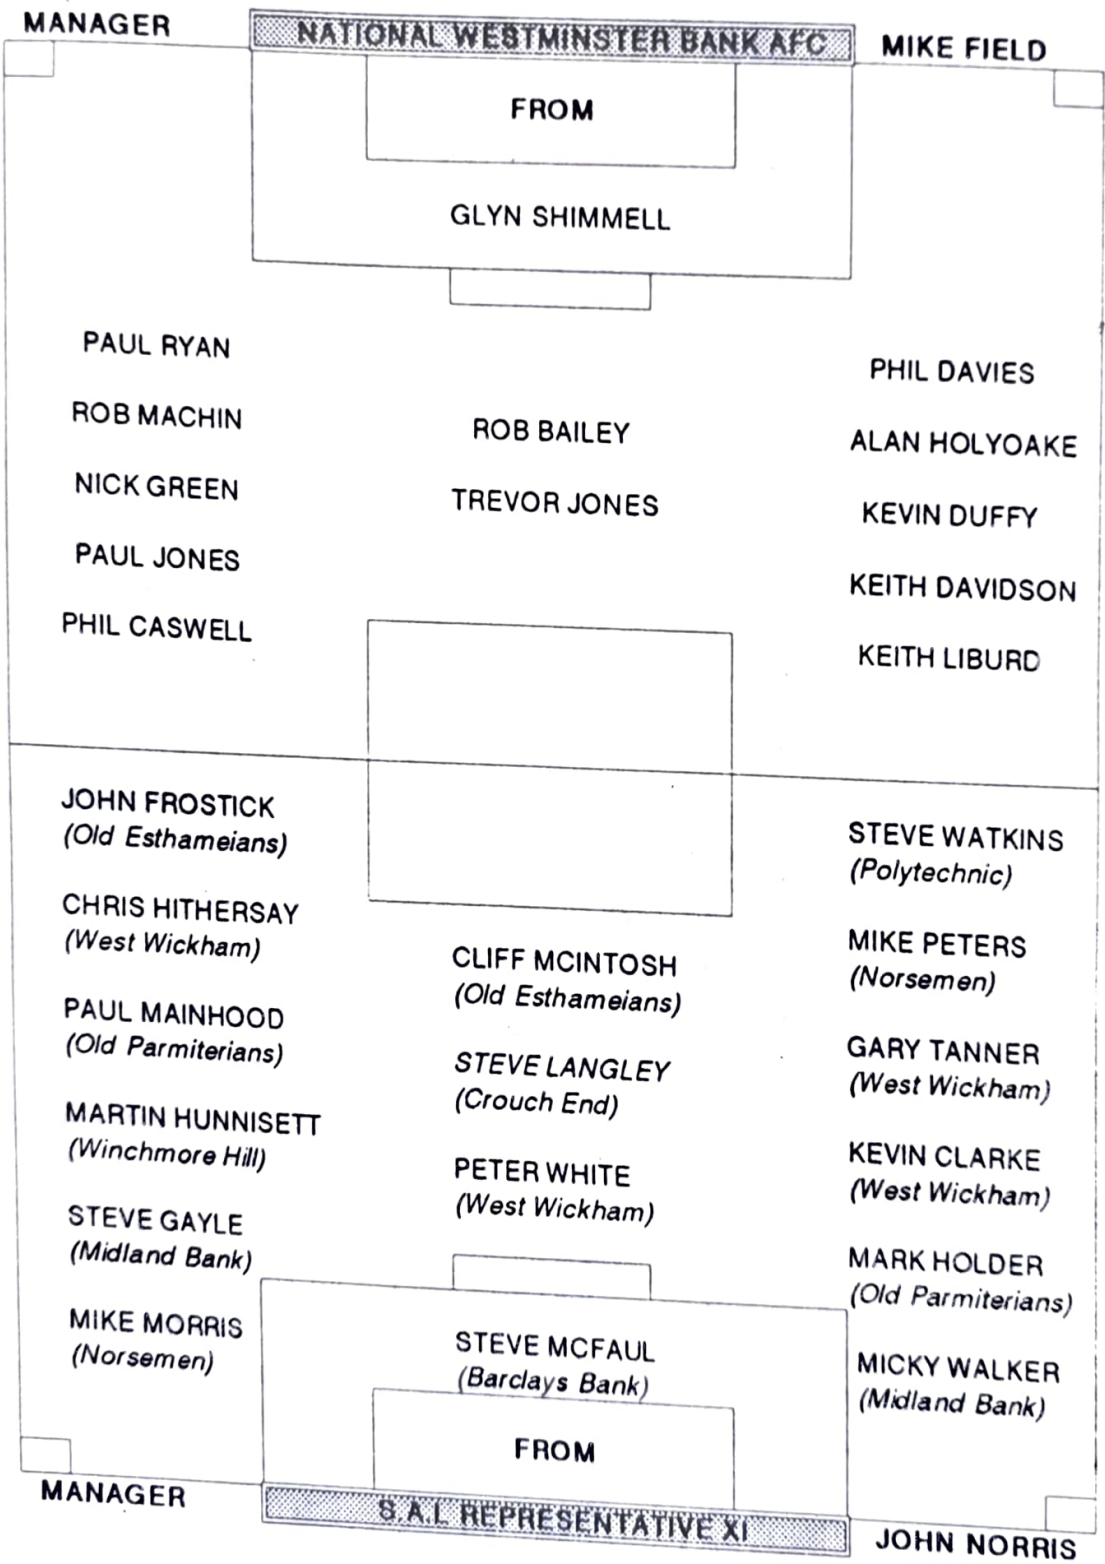 MANAGER
NATIONAL WESTMINSTER BANK AFC
MIKE FIELD
FROM
GLYN SHIMMELL
PAUL RYAN
ROB MACHIN
NICK GREEN
PAUL JONES
PHIL CASWELL
ROB BAILEY
TREVOR JONES
PHIL DAVIES
ALAN HOLYOAKE
KEVIN DUFFY
KEITH DAVIDSON
KEITH LIBURD
JOHN FROSTICK
(Old Esthameians)
CHRIS HITHERSAY
(West Wickham)
PAUL MAINHOOD
(Old Parmiterians)
MARTIN HUNNISETT
(Winchmore Hill)
STEVE GAYLE
(Midland Bank)
MIKE MORRIS
(Norsemen)
CLIFF MCINTOSH
(Old Esthameians)
STEVE LANGLEY
(Crouch End)
PETER WHITE
(West Wickham)
STEVE MCFAUL
(Barclays Bank)
STEVE WATKINS
(Polytechnic)
MIKE PETERS
(Norsemen)
GARY TANNER
(West Wickham)
KEVIN CLARKE
(West Wickham)
MARK HOLDER
(Old Parmiterians)
MICKY WALKER
(Midland Bank)
FROM
MANAGER
S.A.L REPRESENTATIVE XI
JOHN NORRIS